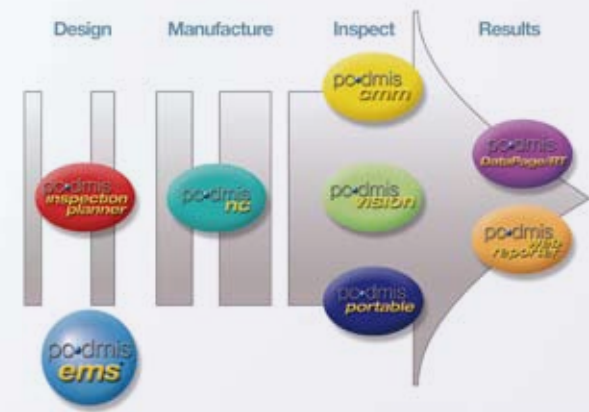 Design Manufacture Inspect Results
pc•dmis
cmm
pc•dmis
DataPage/RT
pc•dmis
inspection
planner
pc•dmis
nc
pc•dmis
vision
pc•dmis
web
reporter
pc•dmis
portable
pc•dmis
ems